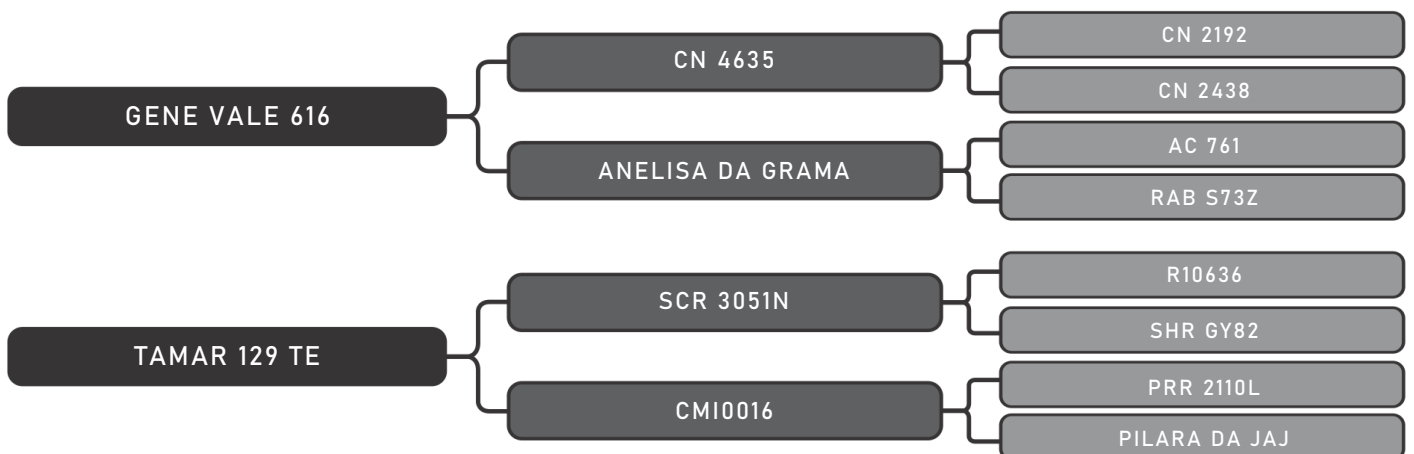 GENE VALE 616
CN 4635
CN 2192
CN 2438
ANELISA DA GRAMA
AC 761
RAB S73Z
TAMAR 129 TE
SCR 3051N
R10636
SHR GY82
CMI0016
PRR 2110L
PILARA DA JAJ